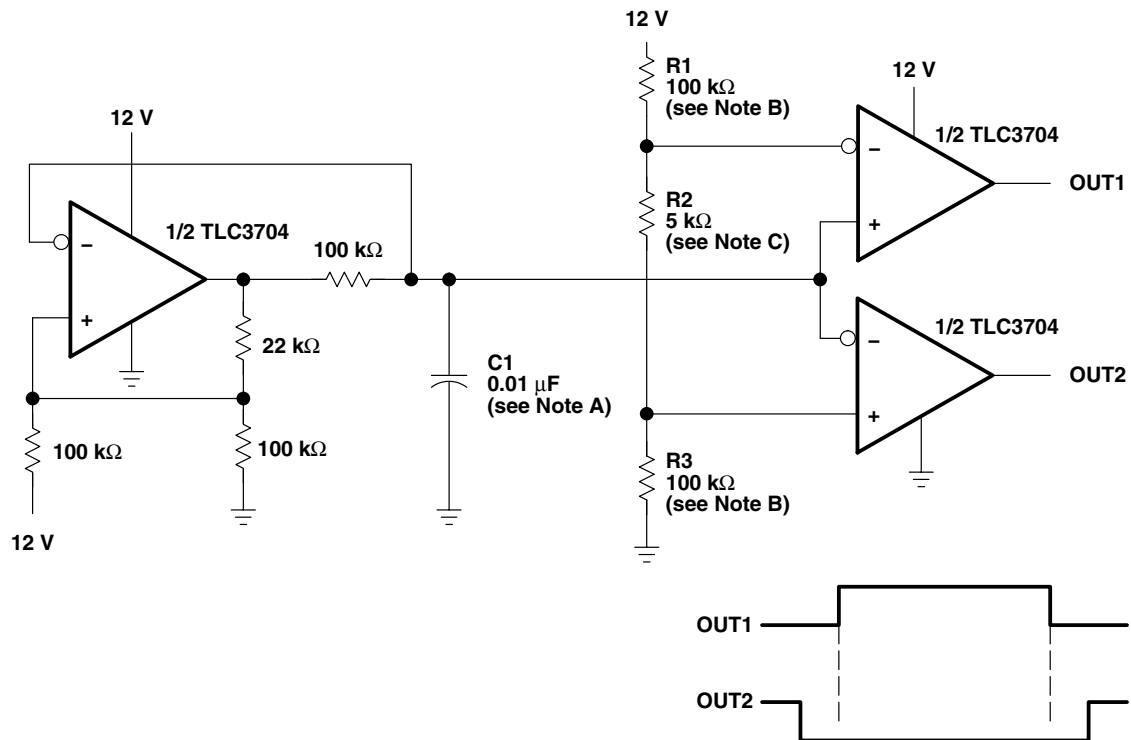 12 V
R1
100 kΩ
(see Note B)
12 V
12 V
1/2 TLC3704
−
+
OUT1
R2
5 kΩ
(see Note C)
1/2 TLC3704
−
+
100 kΩ
22 kΩ
100 kΩ
100 kΩ
12 V
C1
0.01 μF
(see Note A)
1/2 TLC3704
−
+
OUT2
R3
100 kΩ
(see Note B)
OUT1
OUT2